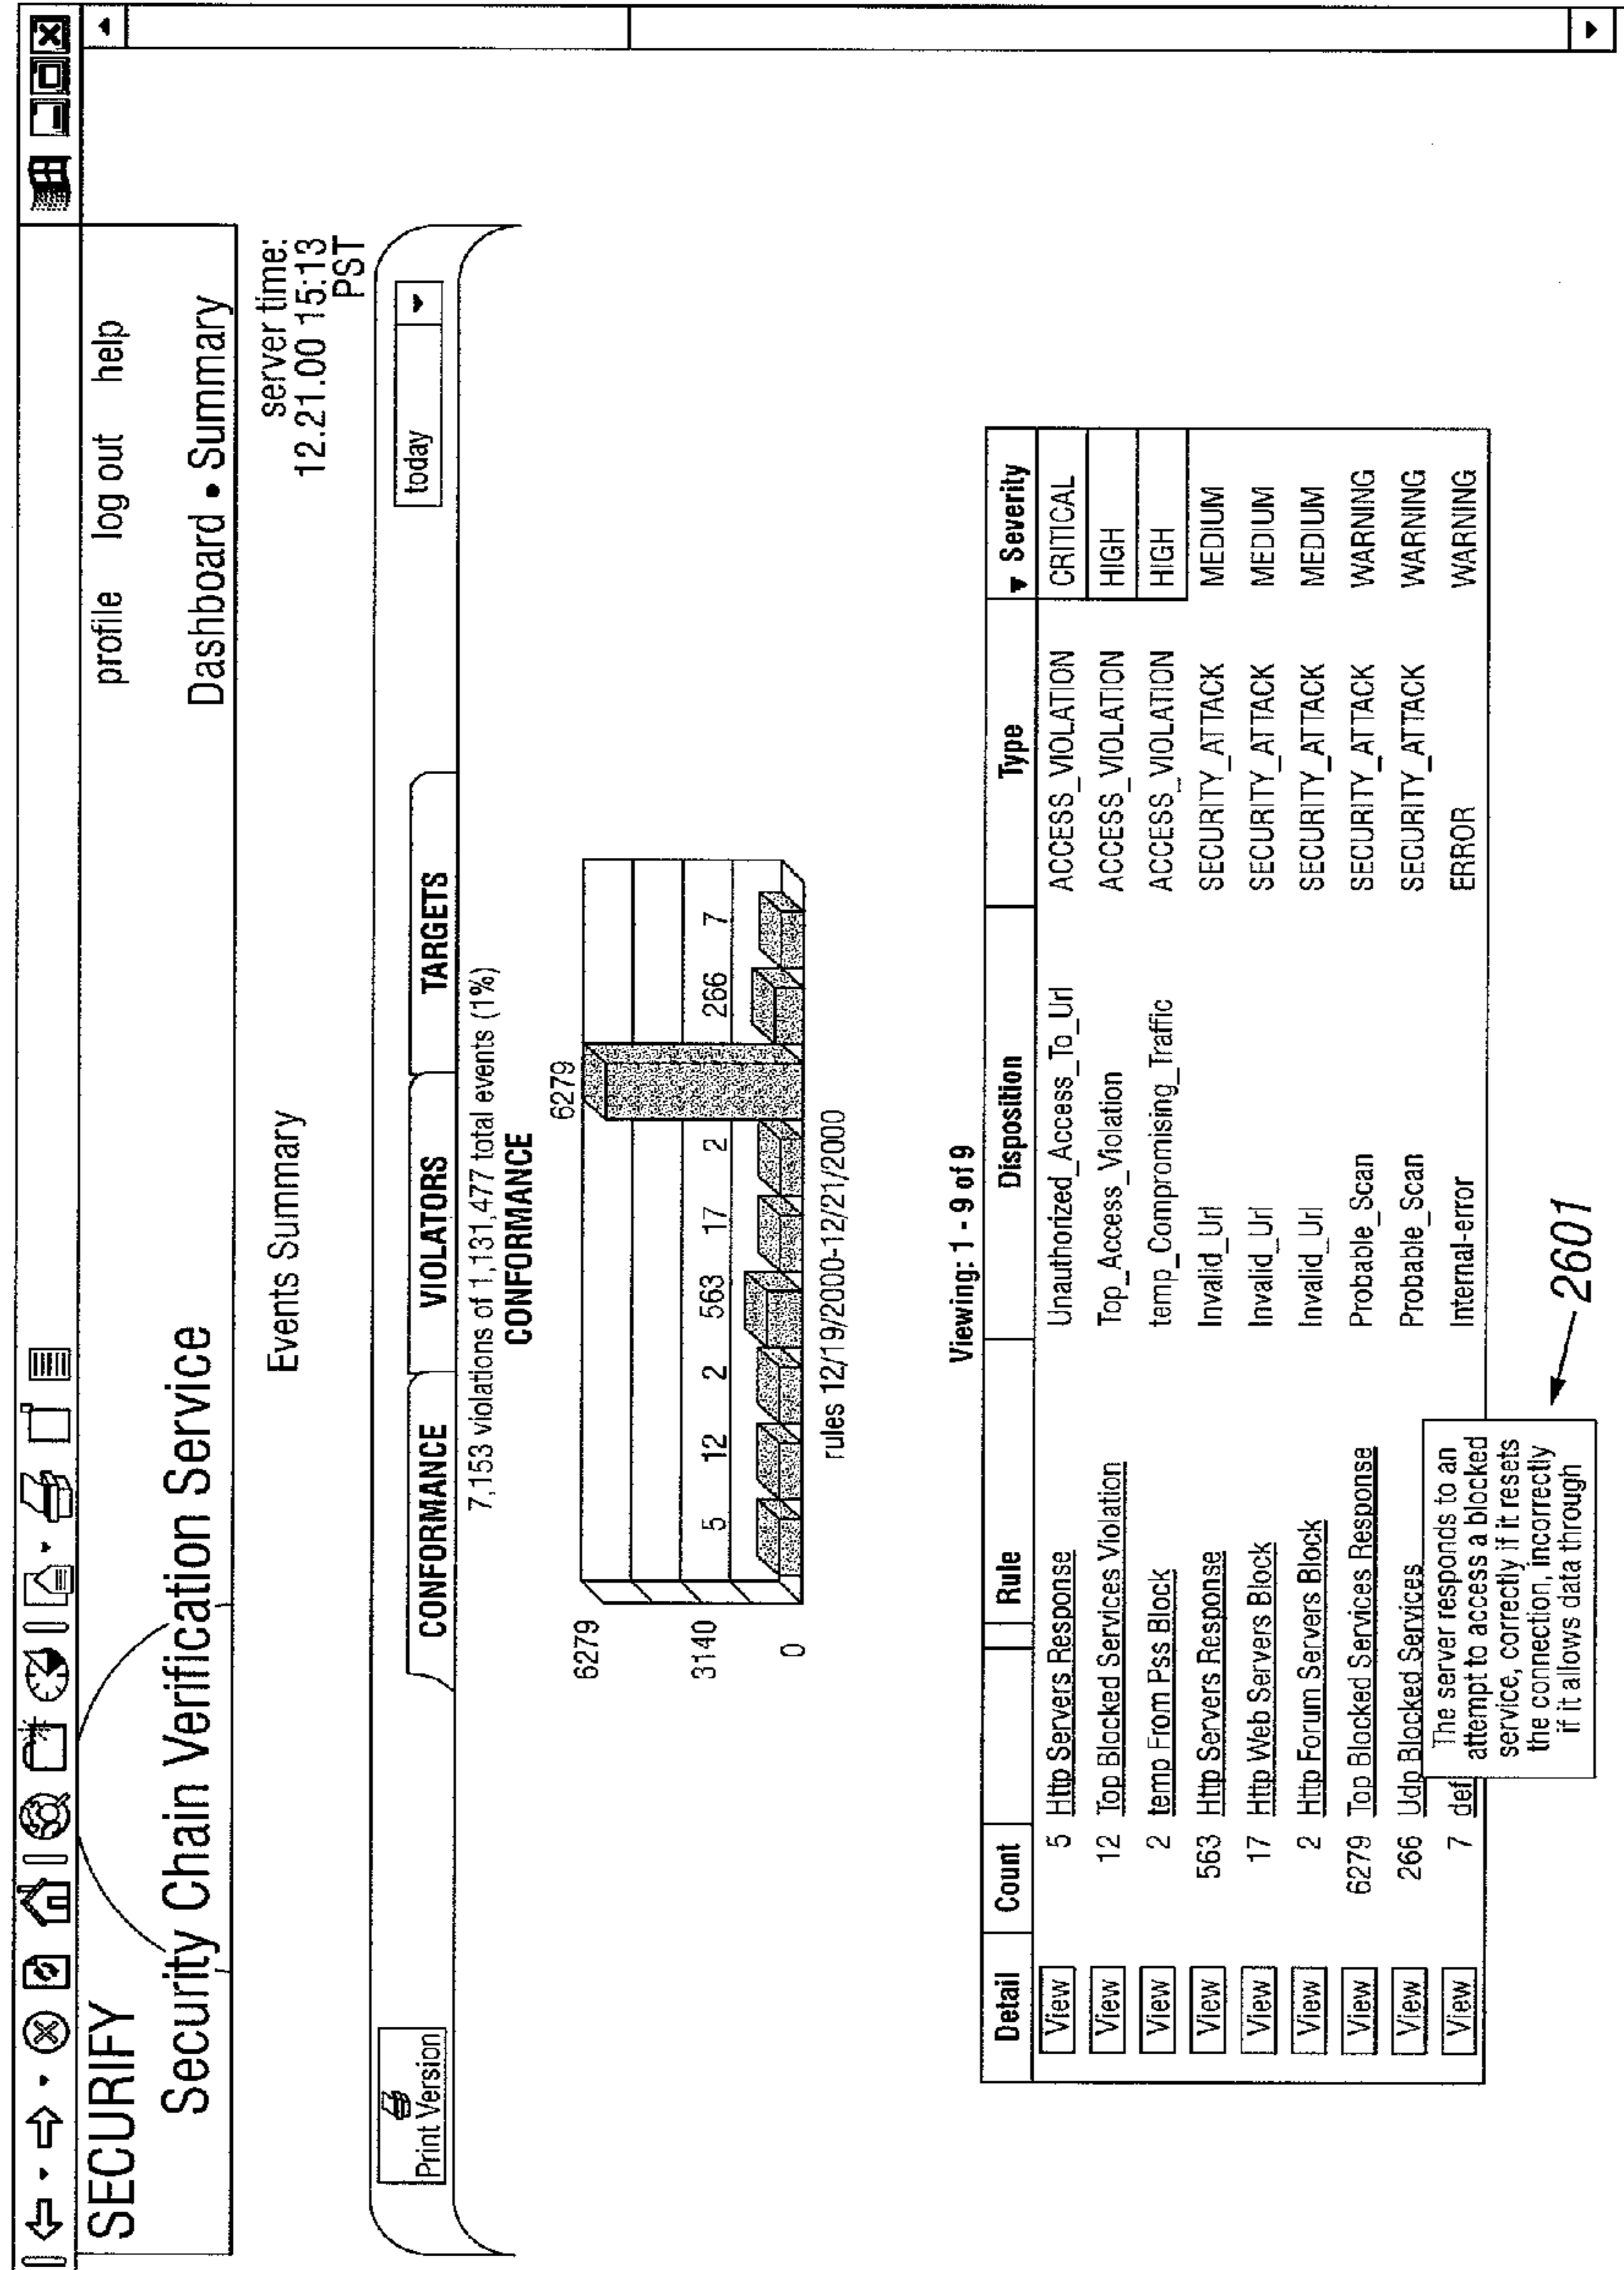 SECURIFY
profile log out help
Security Chain Verification Service
Dashboard • Summary
Events Summary
server time:
12.21.00 15:13
PST
Print Version
CONFORMANCE VIOLATORS TARGETS
today
7,153 violations of 1,131,477 total events (1%)
CONFORMANCE
6279
6279
3140
0
5 12 2 563 17 2 266 7
rules 12/19/2000-12/21/2000
Viewing: 1 - 9 of 9
Detail Count Rule Disposition Type Severity
View 5 Http Servers Response Unauthorized_Access_To_Url ACCESS_VIOLATION CRITICAL
View 12 Top Blocked Services Violation Top_Access_Violation ACCESS_VIOLATION HIGH
View 2 temp From Pss Block temp_Compromising_Traffic ACCESS_VIOLATION HIGH
View 563 Http Servers Response Invalid_Url SECURITY_ATTACK MEDIUM
View 17 Http Web Servers Block Invalid_Url SECURITY_ATTACK MEDIUM
View 2 Http Forum Servers Block Invalid_Url SECURITY_ATTACK MEDIUM
View 6279 Top Blocked Services Response Probable_Scan SECURITY_ATTACK WARNING
View 266 Udp Blocked Services Probable_Scan SECURITY_ATTACK WARNING
View 7 def Internal-error ERROR WARNING
The server responds to an
attempt to access a blocked
service, correctly if it resets
the connection, incorrectly
if it allows data through
2601